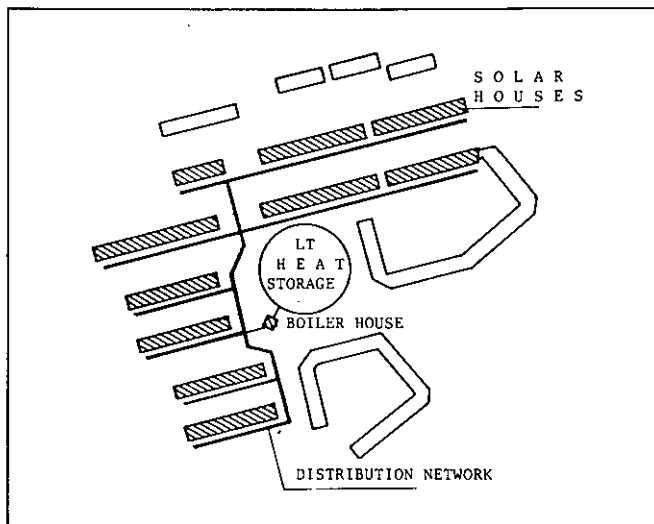 SOLAR
HOUSES
LT
HEAT
STORAGE
BOILER HOUSE
DISTRIBUTION NETWORK